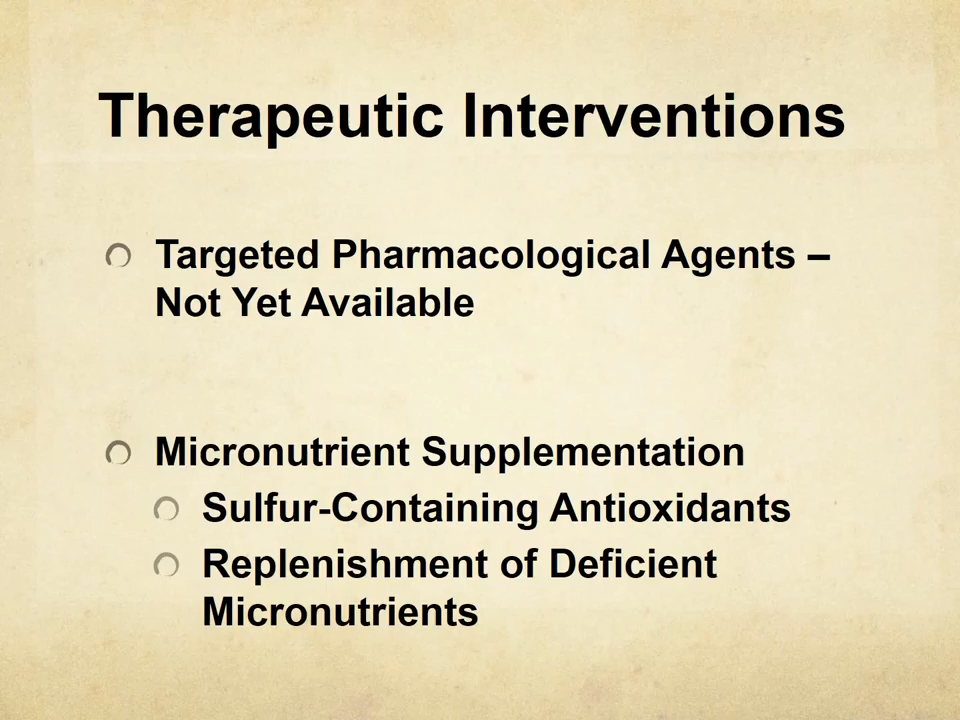 Therapeutic Interventions
Targeted Pharmacological Agents –
Not Yet Available
Micronutrient Supplementation
Sulfur-Containing Antioxidants
Replenishment of Deficient
Micronutrients